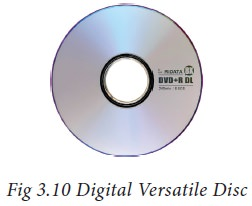 RIDATA
DVD+R DL
Fig 3.10 Digital Versatile Disc